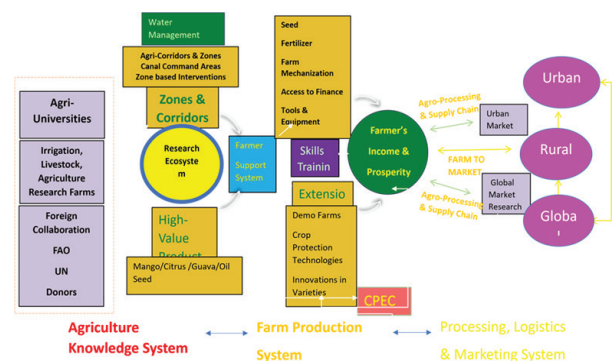 Water
Management
Agri-Corridors & Zones
Canal Command Areas
Zone based Interventions
Zones &
Corridors
Agri-
Universities
Irrigation,
Livestock,
Agriculture
Research Farms
Foreign
Collaboration
FAO
UN
Donors
Research
Ecosyste
m
High-
Value
Product
Mango/Citrus /Guava/Oil
Seed
Farmer
Support
System
Seed
Fertilizer
Farm
Mechanization
Access to Finance
Tools &
Equipment
Skills
Trainin
Extensio
Demo Farms
Crop
Protection
Technologies
Innovations in
Varieties
CPEC
Farmer's
Income &
Prosperity
Agro-Processing
& Supply Chain
FARM TO
MARKET
Agro-Processing
& Supply Chain
Urban
Market
Global
Market
Research
Urban
Rural
Globa
l
Agriculture
Knowledge System
Farm Production
System
Processing, Logistics
& Marketing System